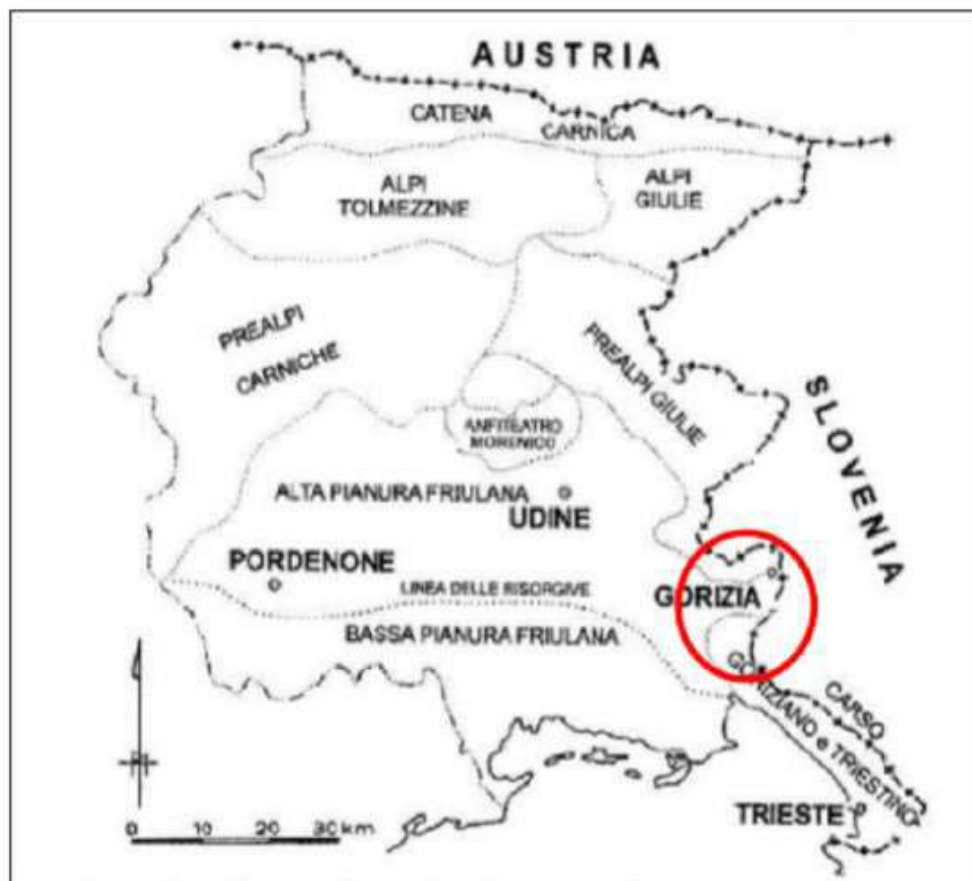 AUSTRIA
CATENA
CARNICA
ALPI
TOLMEZZINE
ALPI
GIULIE
PREALPI
CARNICHE
PREALPI GIULIE
SLOVENIA
ANFITEATRO
MORENICO
ALTA PIANURA FRIULANA
UDINE
PORDENONE
LINEA DELLE RISORGIVE
GORIZIA
BASSA PIANURA FRIULANA
CARSO
GORIZIANO e TRIESTINO
TRIESTE
0 10 20 30 km.